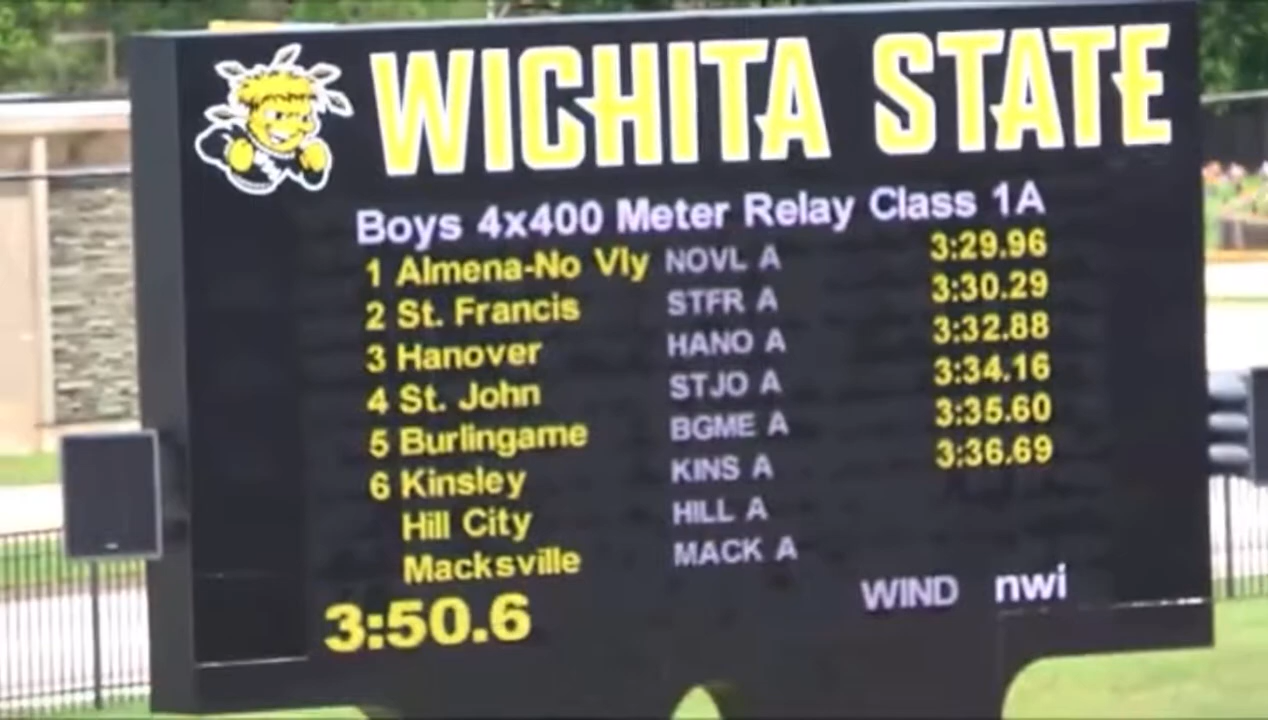 WICHITA STATE
Boys 4x400 Meter Relay Class 1A
1 Almena-No Vly NOVL A 3:29.96
2 St. Francis STFR A 3:30.29
3 Hanover HANO A 3:32.88
4 St. John STJO A 3:34.16
5 Burlingame BGME A 3:35.60
6 Kinsley KINS A 3:36.69
Hill City HILL A
Macksville MACK A
3:50.6 WIND nwi